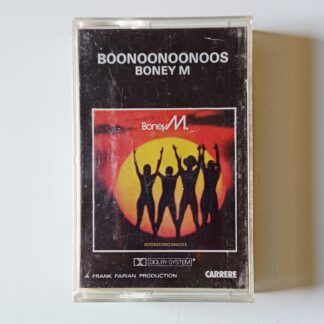 BOONOONOONOOS
BONEY M
Boney M.
BOONOONOONOOS
DOLBY SYSTEM
A FRANK FARIAN PRODUCTION
CARRERE